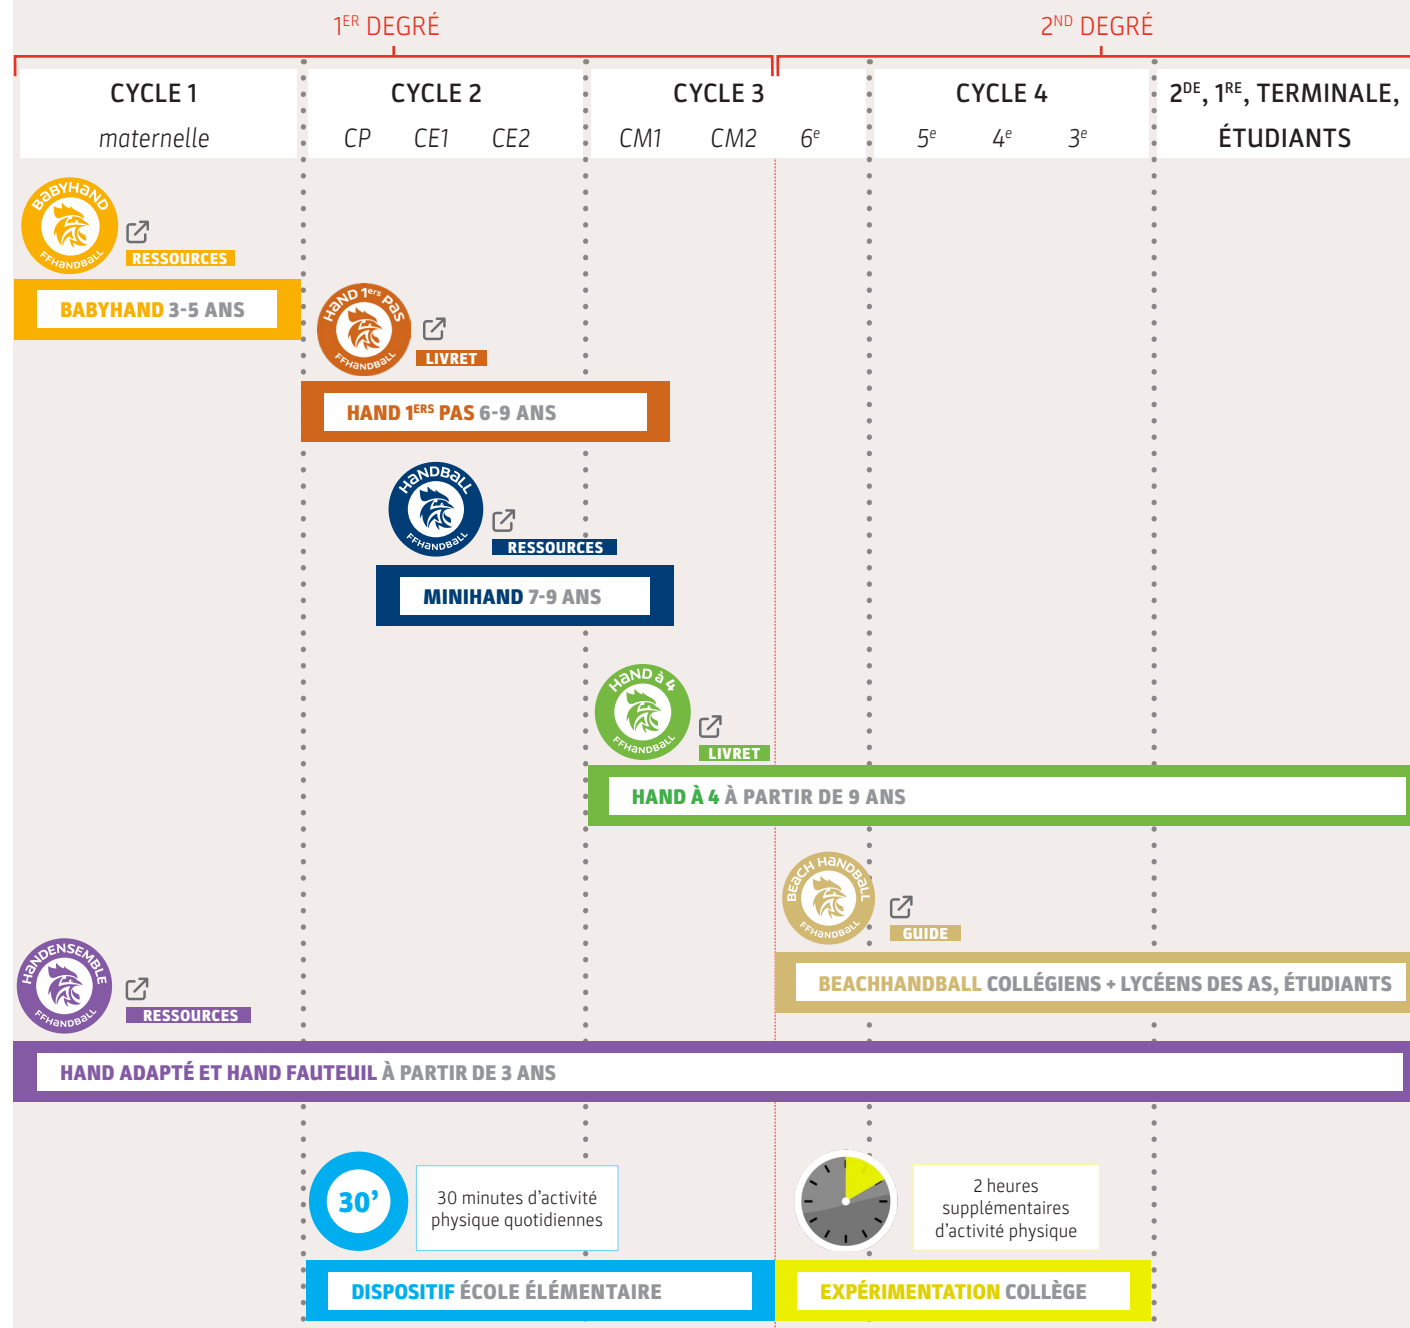 1ER DEGRÉ
2ND DEGRÉ
CYCLE 1
maternelle
CYCLE 2
CP CE1 CE2
CYCLE 3
CM1 CM2 6e
CYCLE 4
5e 4e 3e
2DE, 1RE, TERMINALE,
ÉTUDIANTS
BABYHAND
FFHANDBALL
RESSOURCES
BABYHAND 3-5 ANS
HAND 1ers PAS
FFHANDBALL
LIVRET
HAND 1ERS PAS 6-9 ANS
HANDBALL
FFHANDBALL
RESSOURCES
MINIHAND 7-9 ANS
HAND à 4
FFHANDBALL
LIVRET
HAND À 4 À PARTIR DE 9 ANS
BEACH HANDBALL
FFHANDBALL
GUIDE
BEACHHANDBALL COLLÉGIENS + LYCÉENS DES AS, ÉTUDIANTS
HANDENSEMBLE
FFHANDBALL
RESSOURCES
HAND ADAPTÉ ET HAND FAUTEUIL À PARTIR DE 3 ANS
30’
30 minutes d’activité
physique quotidiennes
2 heures
supplémentaires
d’activité physique
DISPOSITIF ÉCOLE ÉLÉMENTAIRE
EXPÉRIMENTATION COLLÈGE